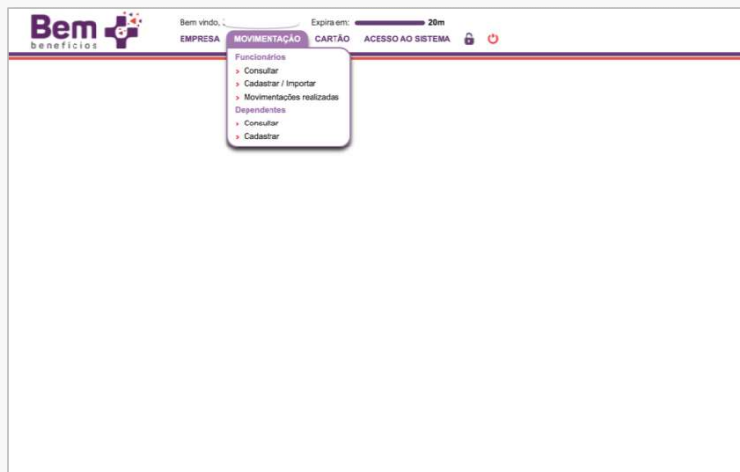 Bem
benefícios
Bem vindo, Expira em: 20m
EMPRESA MOVIMENTAÇÃO CARTÃO ACESSO AO SISTEMA
Funcionários
» Consultar
» Cadastrar / Importar
» Movimentações realizadas
Dependentes
» Consultar
» Cadastrar